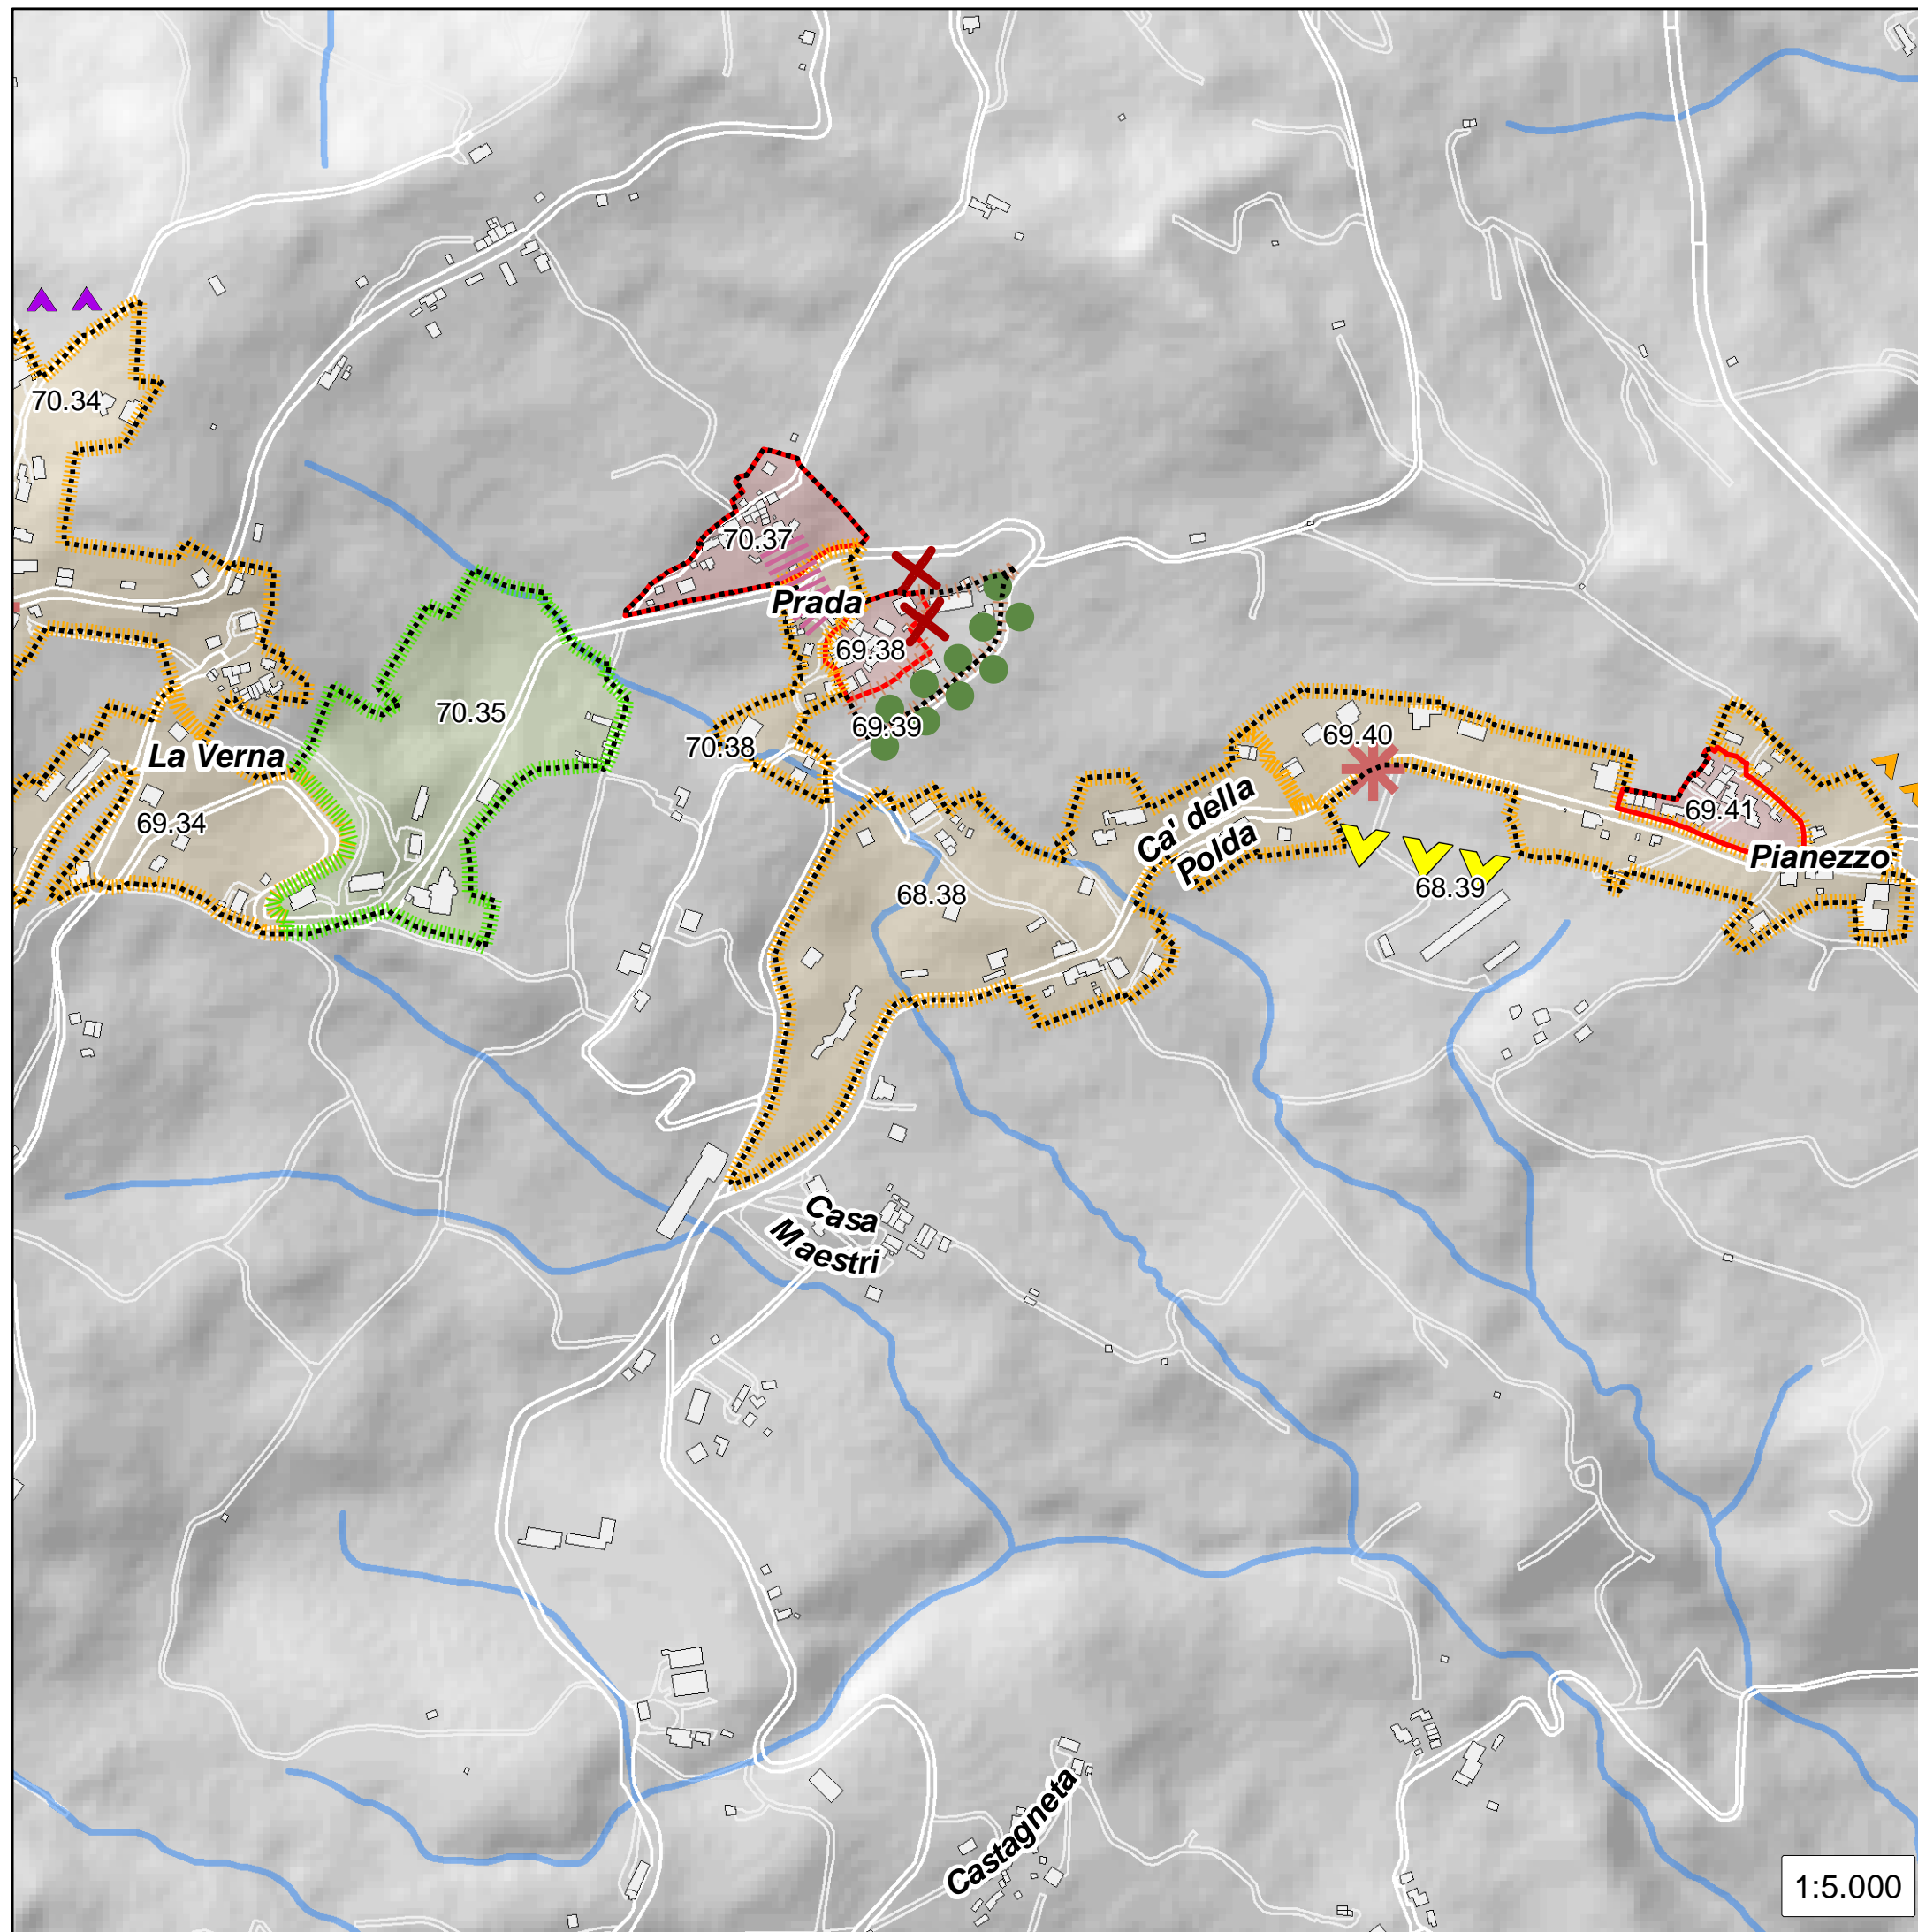 70.34
70.37
Prada
69.38
70.35
69.39
70.38
69.40
La Verna
69.34
Ca' della
Polda
69.41
Pianezzo
68.39
68.38
Casa
Maestri
Castagneta
1:5.000